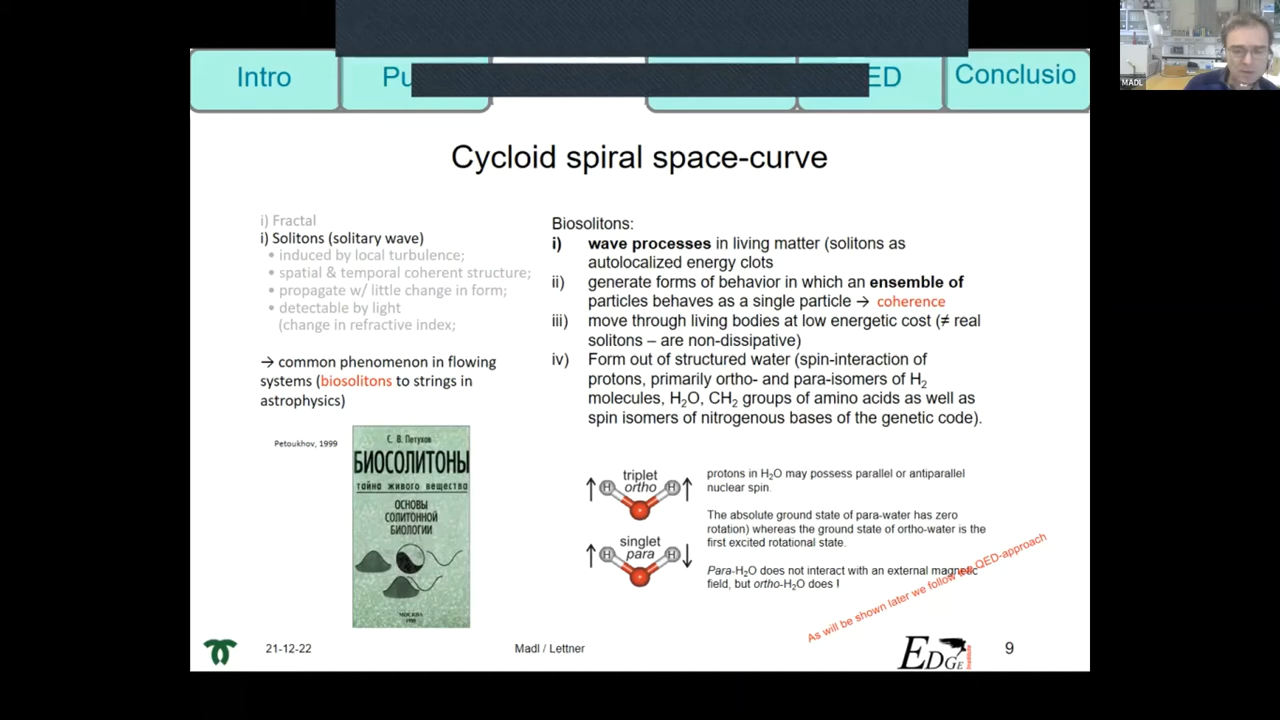 Intro
Pu
ED
Conclusio
MADL
Cycloid spiral space-curve
i) Fractal
i) Solitons (solitary wave)
• induced by local turbulence;
• spatial & temporal coherent structure;
• propagate w/ little change in form;
• detectable by light
(change in refractive index;
→ common phenomenon in flowing
systems (biosolitons to strings in
astrophysics)
Petoukhov, 1999
С. В. Петухов
БИОСОЛИТОНЫ
тайна живого вещества
ОСНОВЫ
СОЛИТОННОЙ
БИОЛОГИИ
МОСКВА
Biosolitons:
i) wave processes in living matter (solitons as
autolocalized energy clots
ii) generate forms of behavior in which an ensemble of
particles behaves as a single particle → coherence
iii) move through living bodies at low energetic cost (≠ real
solitons – are non-dissipative)
iv) Form out of structured water (spin-interaction of
protons, primarily ortho- and para-isomers of H₂
molecules, H₂O, CH₂ groups of amino acids as well as
spin isomers of nitrogenous bases of the genetic code).
triplet
ortho
H H
singlet
para
H H
protons in H₂O may possess parallel or antiparallel
nuclear spin.
The absolute ground state of para-water has zero
rotation) whereas the ground state of ortho-water is the
first excited rotational state.
Para-H₂O does not interact with an external magnetic
field, but ortho-H₂O does !
As will be shown later we follow the QED-approach
21-12-22
Madl / Lettner
EDGE
Institute
9